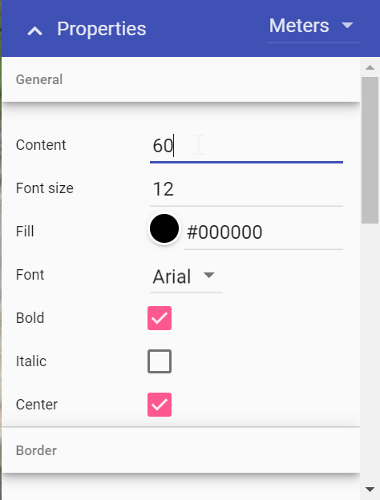 Properties Meters
General
Content 60
Font size 12
Fill #000000
Font Arial
Bold
Italic
Center
Border